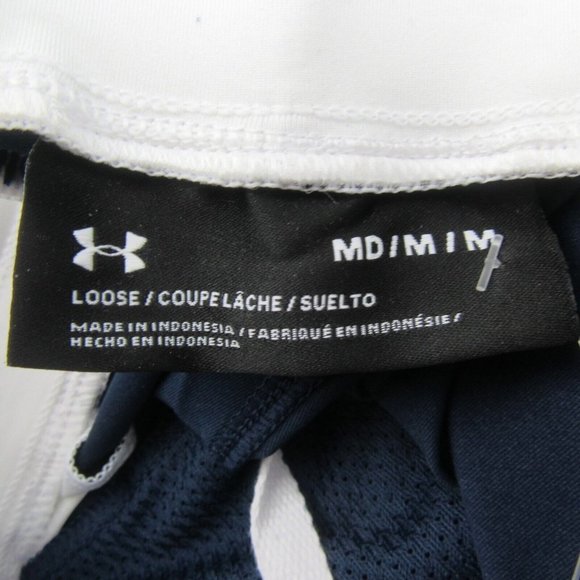 MD / M / M
LOOSE / COUPE LÂCHE / SUELTO
MADE IN INDONESIA / FABRIQUÉ EN INDONÉSIE /
HECHO EN INDONESIA